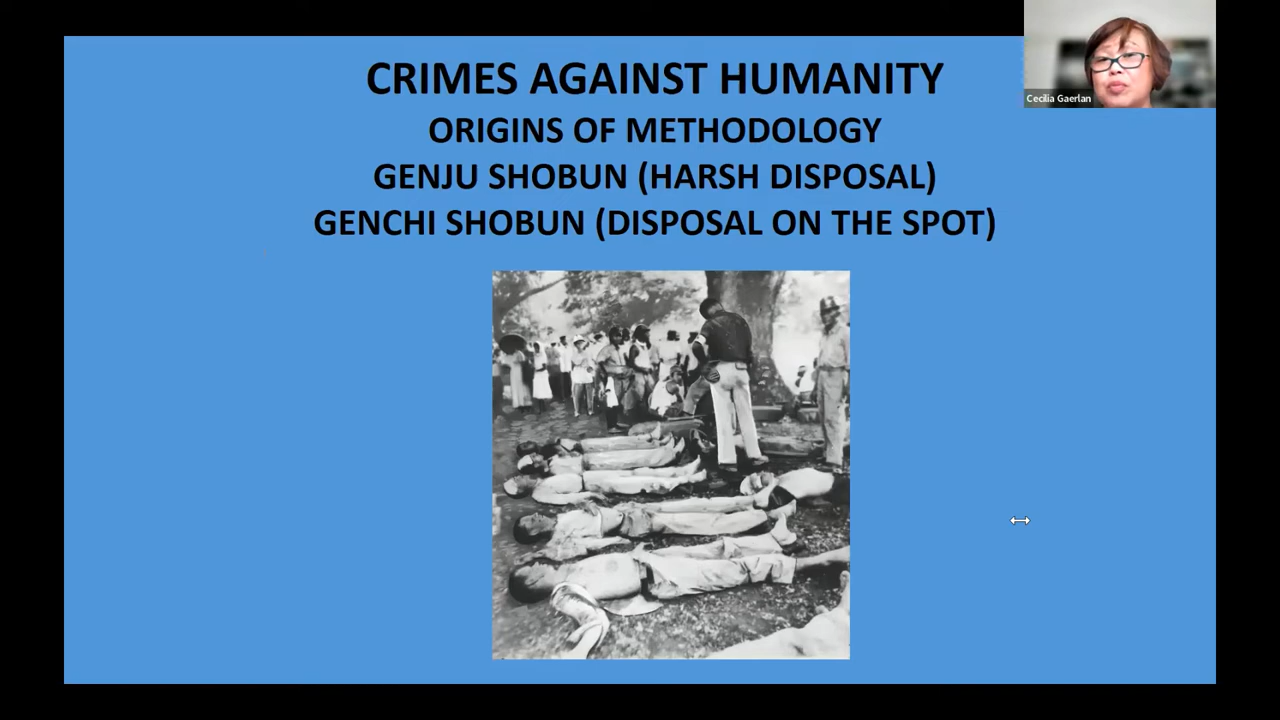 CRIMES AGAINST HUMANITY
ORIGINS OF METHODOLOGY
GENJU SHOBUN (HARSH DISPOSAL)
GENCHI SHOBUN (DISPOSAL ON THE SPOT)
Cecilia Gaerlan